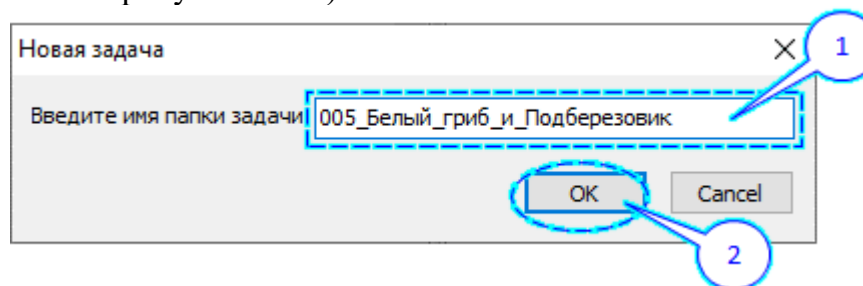 Новая задача
1
Введите имя папки задачи
005_Белый_гриб_и_Подберезовик
OK
Cancel
2